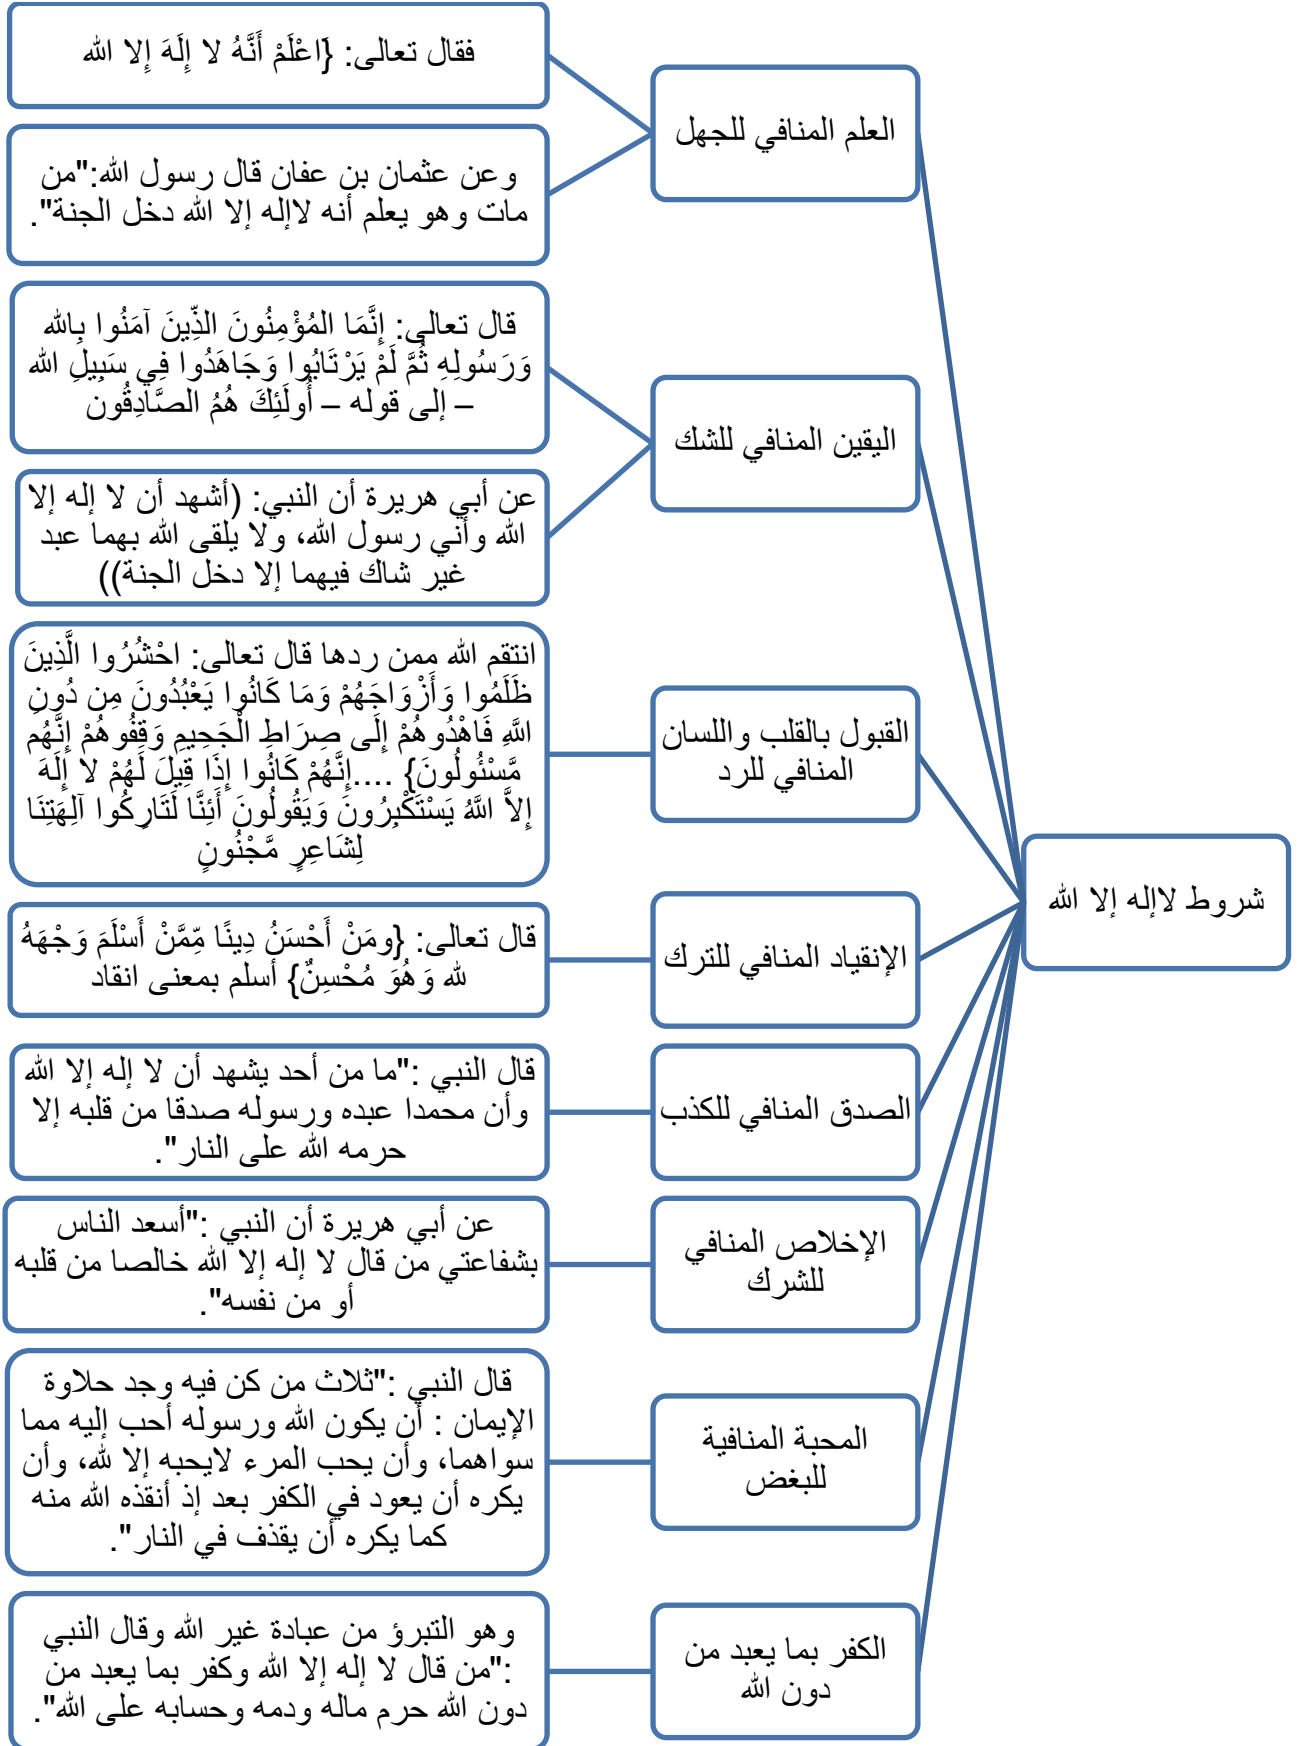 شروط لاإله إلا الله
العلم المنافي للجهل
فقال تعالى: {اعْلَمْ أَنَّهُ لا إِلَهَ إِلا الله
وعن عثمان بن عفان قال رسول الله:"من
مات وهو يعلم أنه لاإله إلا الله دخل الجنة".
اليقين المنافي للشك
قال تعالى: إِنَّمَا المُؤْمِنُونَ الذِّينَ آمَنُوا بِالله
وَرَسُولِهِ ثُمَّ لَمْ يَرْتَابُوا وَجَاهَدُوا فِي سَبِيلِ الله
– إلى قوله – أُولَئِكَ هُمُ الصَّادِقُون
عن أبي هريرة أن النبي: (أشهد أن لا إله إلا
الله وأني رسول الله، ولا يلقى الله بهما عبد
غير شاك فيهما إلا دخل الجنة))
القبول بالقلب واللسان
المنافي للرد
انتقم الله ممن ردها قال تعالى: احْشُرُوا الَّذِينَ
ظَلَمُوا وَأَزْوَاجَهُمْ وَمَا كَانُوا يَعْبُدُونَ مِن دُونِ
اللَّهِ فَاهْدُوهُمْ إِلَى صِرَاطِ الْجَحِيمِ وَقِفُوهُمْ إِنَّهُم
مَّسْئُولُونَ} ....إِنَّهُمْ كَانُوا إِذَا قِيلَ لَهُمْ لا إِلَهَ
إِلاَّ اللَّهُ يَسْتَكْبِرُونَ وَيَقُولُونَ أَئِنَّا لَتَارِكُوا آلِهَتِنَا
لِشَاعِرٍ مَّجْنُونٍ
الإنقياد المنافي للترك
قال تعالى: {ومَنْ أَحْسَنُ دِينًا مِّمَّنْ أَسْلَمَ وَجْهَهُ
لله وَهُوَ مُحْسِنٌ} أسلم بمعنى انقاد
الصدق المنافي للكذب
قال النبي :"ما من أحد يشهد أن لا إله إلا الله
وأن محمدا عبده ورسوله صدقا من قلبه إلا
حرمه الله على النار".
الإخلاص المنافي
للشرك
عن أبي هريرة أن النبي :"أسعد الناس
بشفاعتي من قال لا إله إلا الله خالصا من قلبه
أو من نفسه".
المحبة المنافية
للبغض
قال النبي :"ثلاث من كن فيه وجد حلاوة
الإيمان : أن يكون الله ورسوله أحب إليه مما
سواهما، وأن يحب المرء لايحبه إلا لله، وأن
يكره أن يعود في الكفر بعد إذ أنقذه الله منه
كما يكره أن يقذف في النار".
الكفر بما يعبد من
دون الله
وهو التبرؤ من عبادة غير الله وقال النبي
:"من قال لا إله إلا الله وكفر بما يعبد من
دون الله حرم ماله ودمه وحسابه على الله".